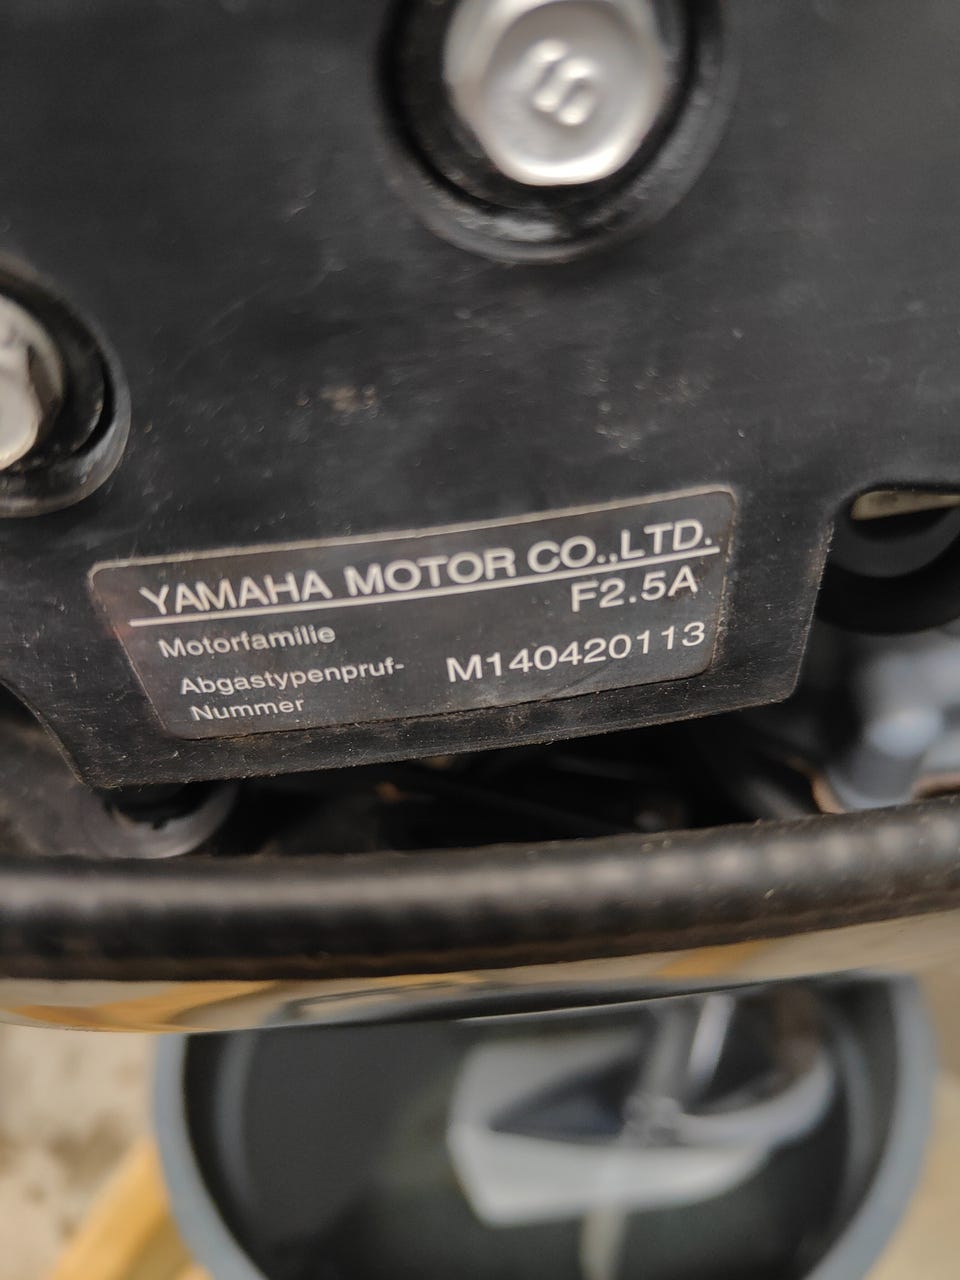 S
YAMAHA MOTOR CO.,LTD.
Motorfamilie F2.5A
Abgastypenpruf-
Nummer M140420113